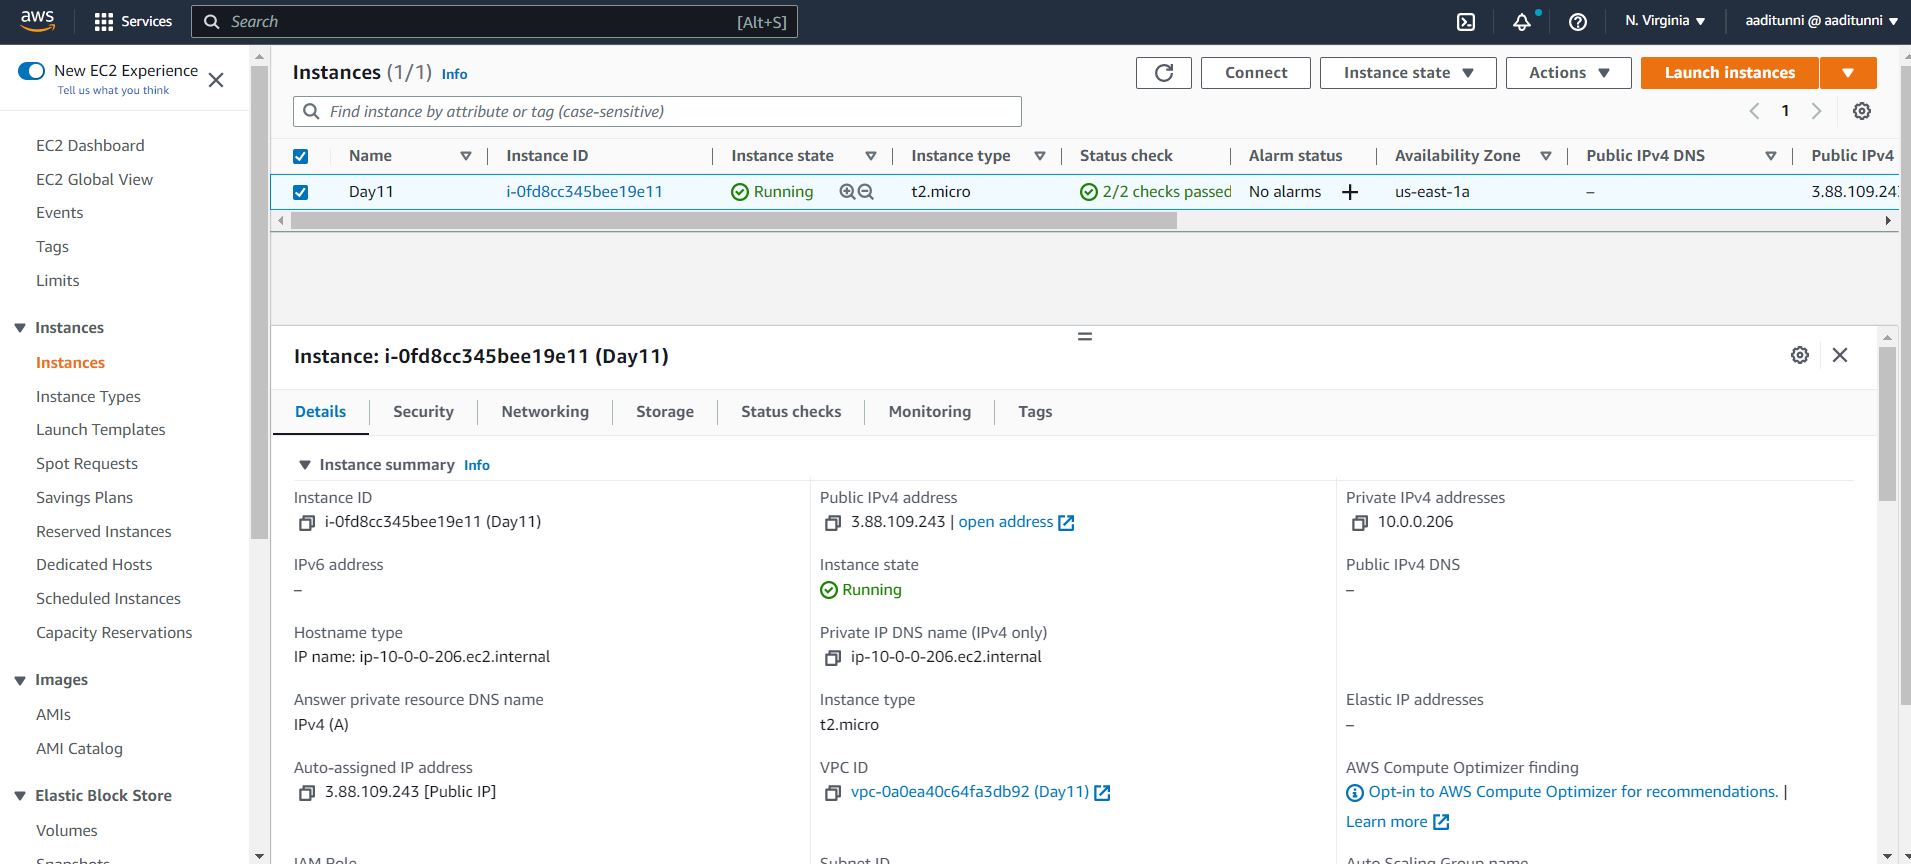 aws
Services
Search [Alt+S]
N. Virginia
aaditunni @ aaditunni
New EC2 Experience
Tell us what you think
EC2 Dashboard
EC2 Global View
Events
Tags
Limits
Instances
Instances
Instance Types
Launch Templates
Spot Requests
Savings Plans
Reserved Instances
Dedicated Hosts
Scheduled Instances
Capacity Reservations
Images
AMIs
AMI Catalog
Elastic Block Store
Volumes
Snapshots
Instances (1/1) Info
Connect
Instance state
Actions
Launch instances
Find instance by attribute or tag (case-sensitive)
1
Name Instance ID Instance state Instance type Status check Alarm status Availability Zone Public IPv4 DNS Public IPv4
Day11 i-0fd8cc345bee19e11 Running t2.micro 2/2 checks passed No alarms + us-east-1a – 3.88.109.243
Instance: i-0fd8cc345bee19e11 (Day11)
Details Security Networking Storage Status checks Monitoring Tags
Instance summary Info
Instance ID
i-0fd8cc345bee19e11 (Day11)
Public IPv4 address
3.88.109.243 | open address
Private IPv4 addresses
10.0.0.206
IPv6 address
–
Instance state
Running
Public IPv4 DNS
–
Hostname type
IP name: ip-10-0-0-206.ec2.internal
Private IP DNS name (IPv4 only)
ip-10-0-0-206.ec2.internal
Answer private resource DNS name
IPv4 (A)
Instance type
t2.micro
Elastic IP addresses
–
Auto-assigned IP address
3.88.109.243 [Public IP]
VPC ID
vpc-0a0ea40c64fa3db92 (Day11)
AWS Compute Optimizer finding
Opt-in to AWS Compute Optimizer for recommendations. |
Learn more
IAM Role
Subnet ID
Auto Scaling Group name